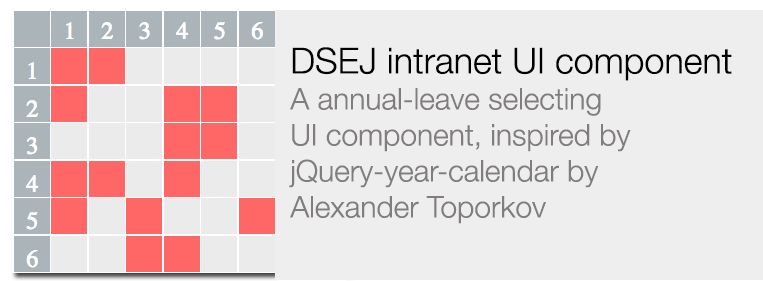 1 2 3 4 5 6
1
2
3
4
5
6
DSEJ intranet UI component
A annual-leave selecting
UI component, inspired by
jQuery-year-calendar by
Alexander Toporkov